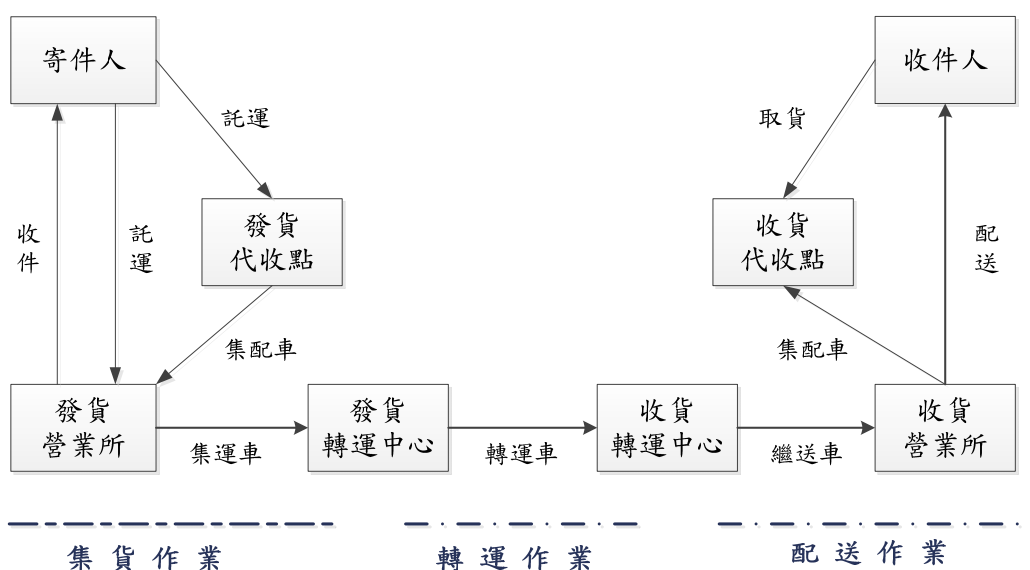 寄件人
收件人
託運
取貨
發貨
代收點
收貨
代收點
收
件
託
運
配
送
集配車
集配車
發貨
營業所
發貨
轉運中心
收貨
轉運中心
收貨
營業所
集運車
轉運車
繼送車
集貨作業
轉運作業
配送作業